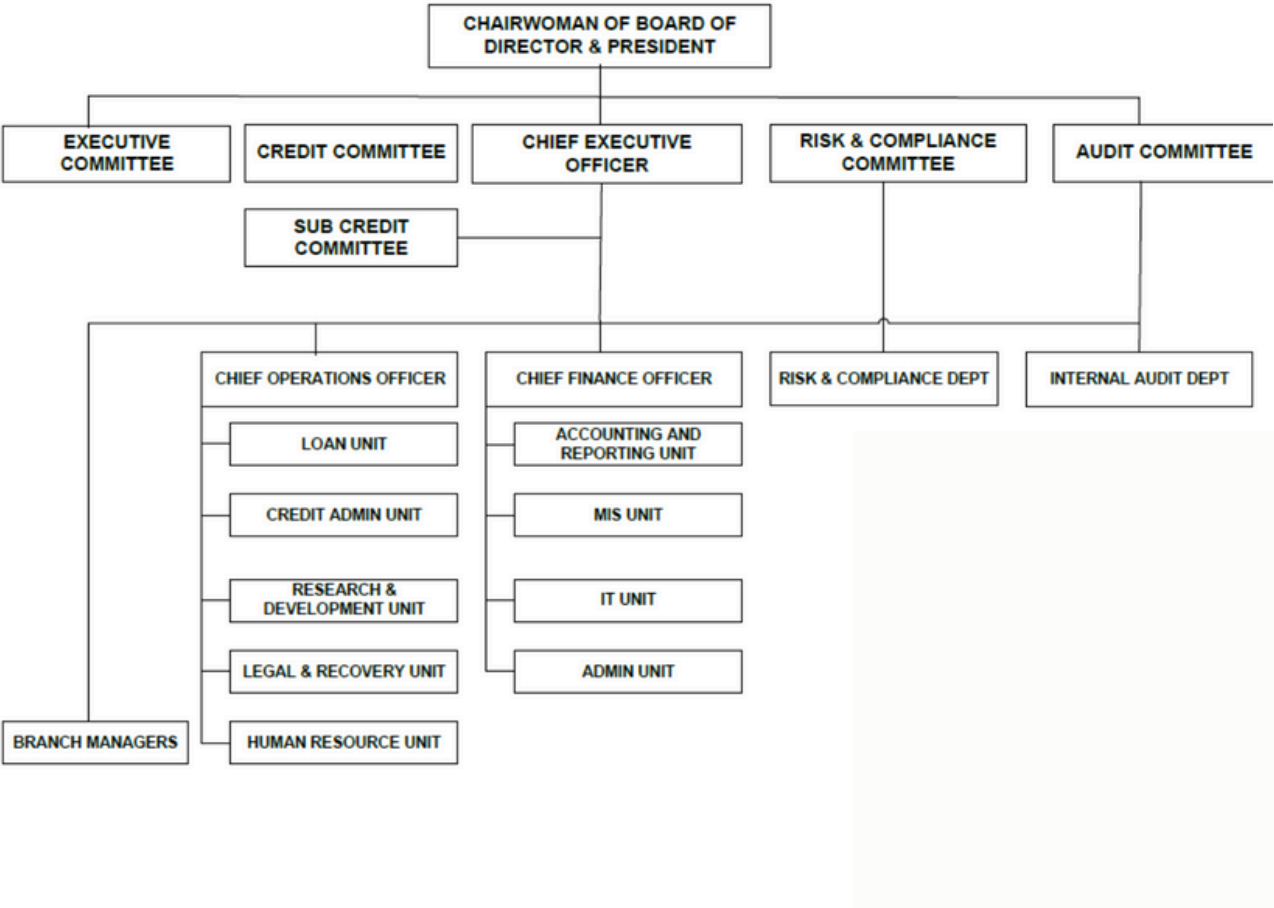 CHAIRWOMAN OF BOARD OF
DIRECTOR & PRESIDENT
EXECUTIVE
COMMITTEE
CREDIT COMMITTEE
CHIEF EXECUTIVE
OFFICER
RISK & COMPLIANCE
COMMITTEE
AUDIT COMMITTEE
SUB CREDIT
COMMITTEE
CHIEF OPERATIONS OFFICER
CHIEF FINANCE OFFICER
RISK & COMPLIANCE DEPT
INTERNAL AUDIT DEPT
LOAN UNIT
ACCOUNTING AND
REPORTING UNIT
CREDIT ADMIN UNIT
MIS UNIT
RESEARCH &
DEVELOPMENT UNIT
IT UNIT
LEGAL & RECOVERY UNIT
ADMIN UNIT
BRANCH MANAGERS
HUMAN RESOURCE UNIT